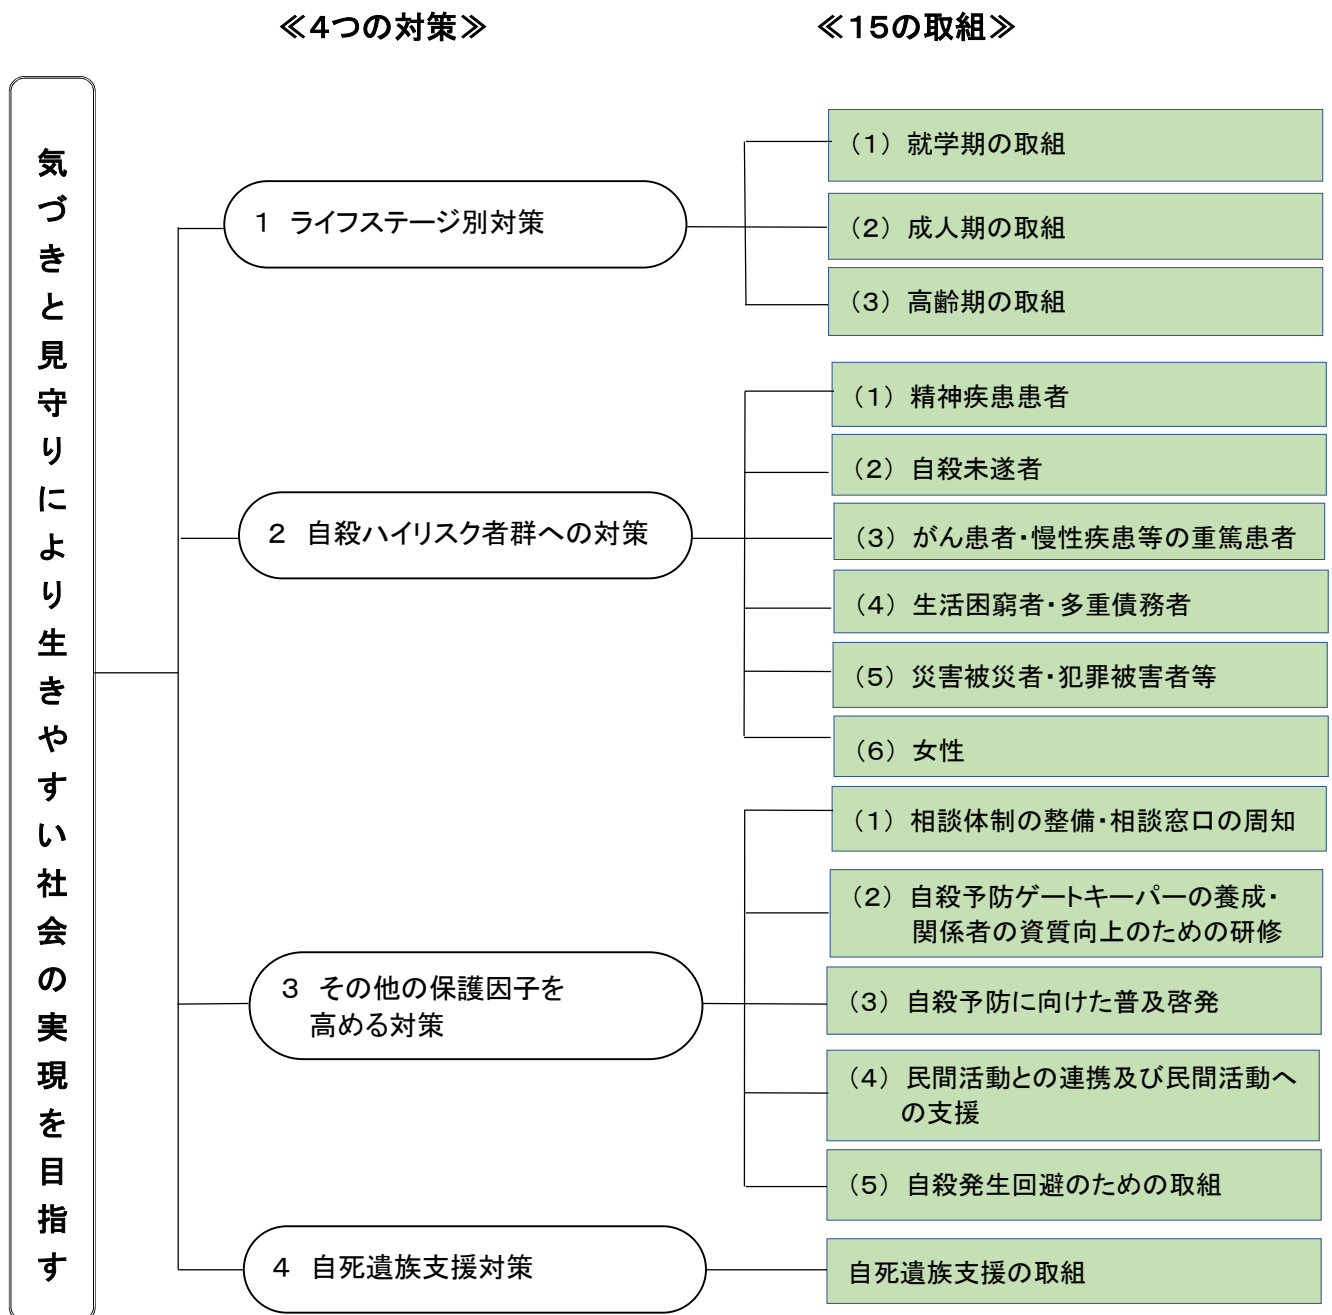 ≪4つの対策≫
≪15の取組≫
気づきと見守りにより生きやすい社会の実現を目指す
1 ライフステージ別対策
(1) 就学期の取組
(2) 成人期の取組
(3) 高齢期の取組
2 自殺ハイリスク者群への対策
(1) 精神疾患患者
(2) 自殺未遂者
(3) がん患者・慢性疾患等の重篤患者
(4) 生活困窮者・多重債務者
(5) 災害被災者・犯罪被害者等
(6) 女性
3 その他の保護因子を
高める対策
(1) 相談体制の整備・相談窓口の周知
(2) 自殺予防ゲートキーパーの養成・
関係者の資質向上のための研修
(3) 自殺予防に向けた普及啓発
(4) 民間活動との連携及び民間活動へ
の支援
(5) 自殺発生回避のための取組
4 自死遺族支援対策
自死遺族支援の取組